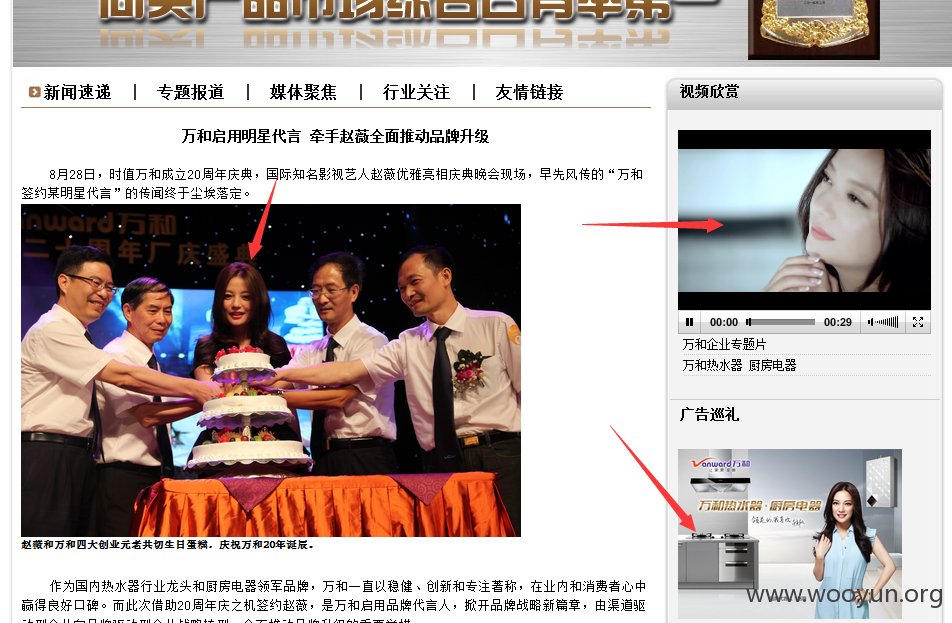 尚奖产品市场综合占有率第一
新闻速递 | 专题报道 | 媒体聚焦 | 行业关注 | 友情链接
万和启用明星代言 牵手赵薇全面推动品牌升级
8月28日，时值万和成立20周年庆典，国际知名影视艺人赵薇优雅亮相庆典晚会现场，早先风传的“万和
签约某明星代言”的传闻终于尘埃落定。
anward万和
二十周年厂庆盛典
赵薇和万和四大创业元老共切生日蛋糕。庆祝万和20年诞辰。
作为国内热水器行业龙头和厨房电器领军品牌，万和一直以稳健、创新和专注著称，在业内和消费者心中
赢得良好口碑。而此次借助20周年庆之机签约赵薇，是万和启用品牌代言人，掀开品牌战略新篇章，由渠道驱
视频欣赏
00:00
00:29
万和企业专题片
万和热水器 厨房电器
广告巡礼
Vanward万和
万和热水器·厨房电器
www.wooyun.org